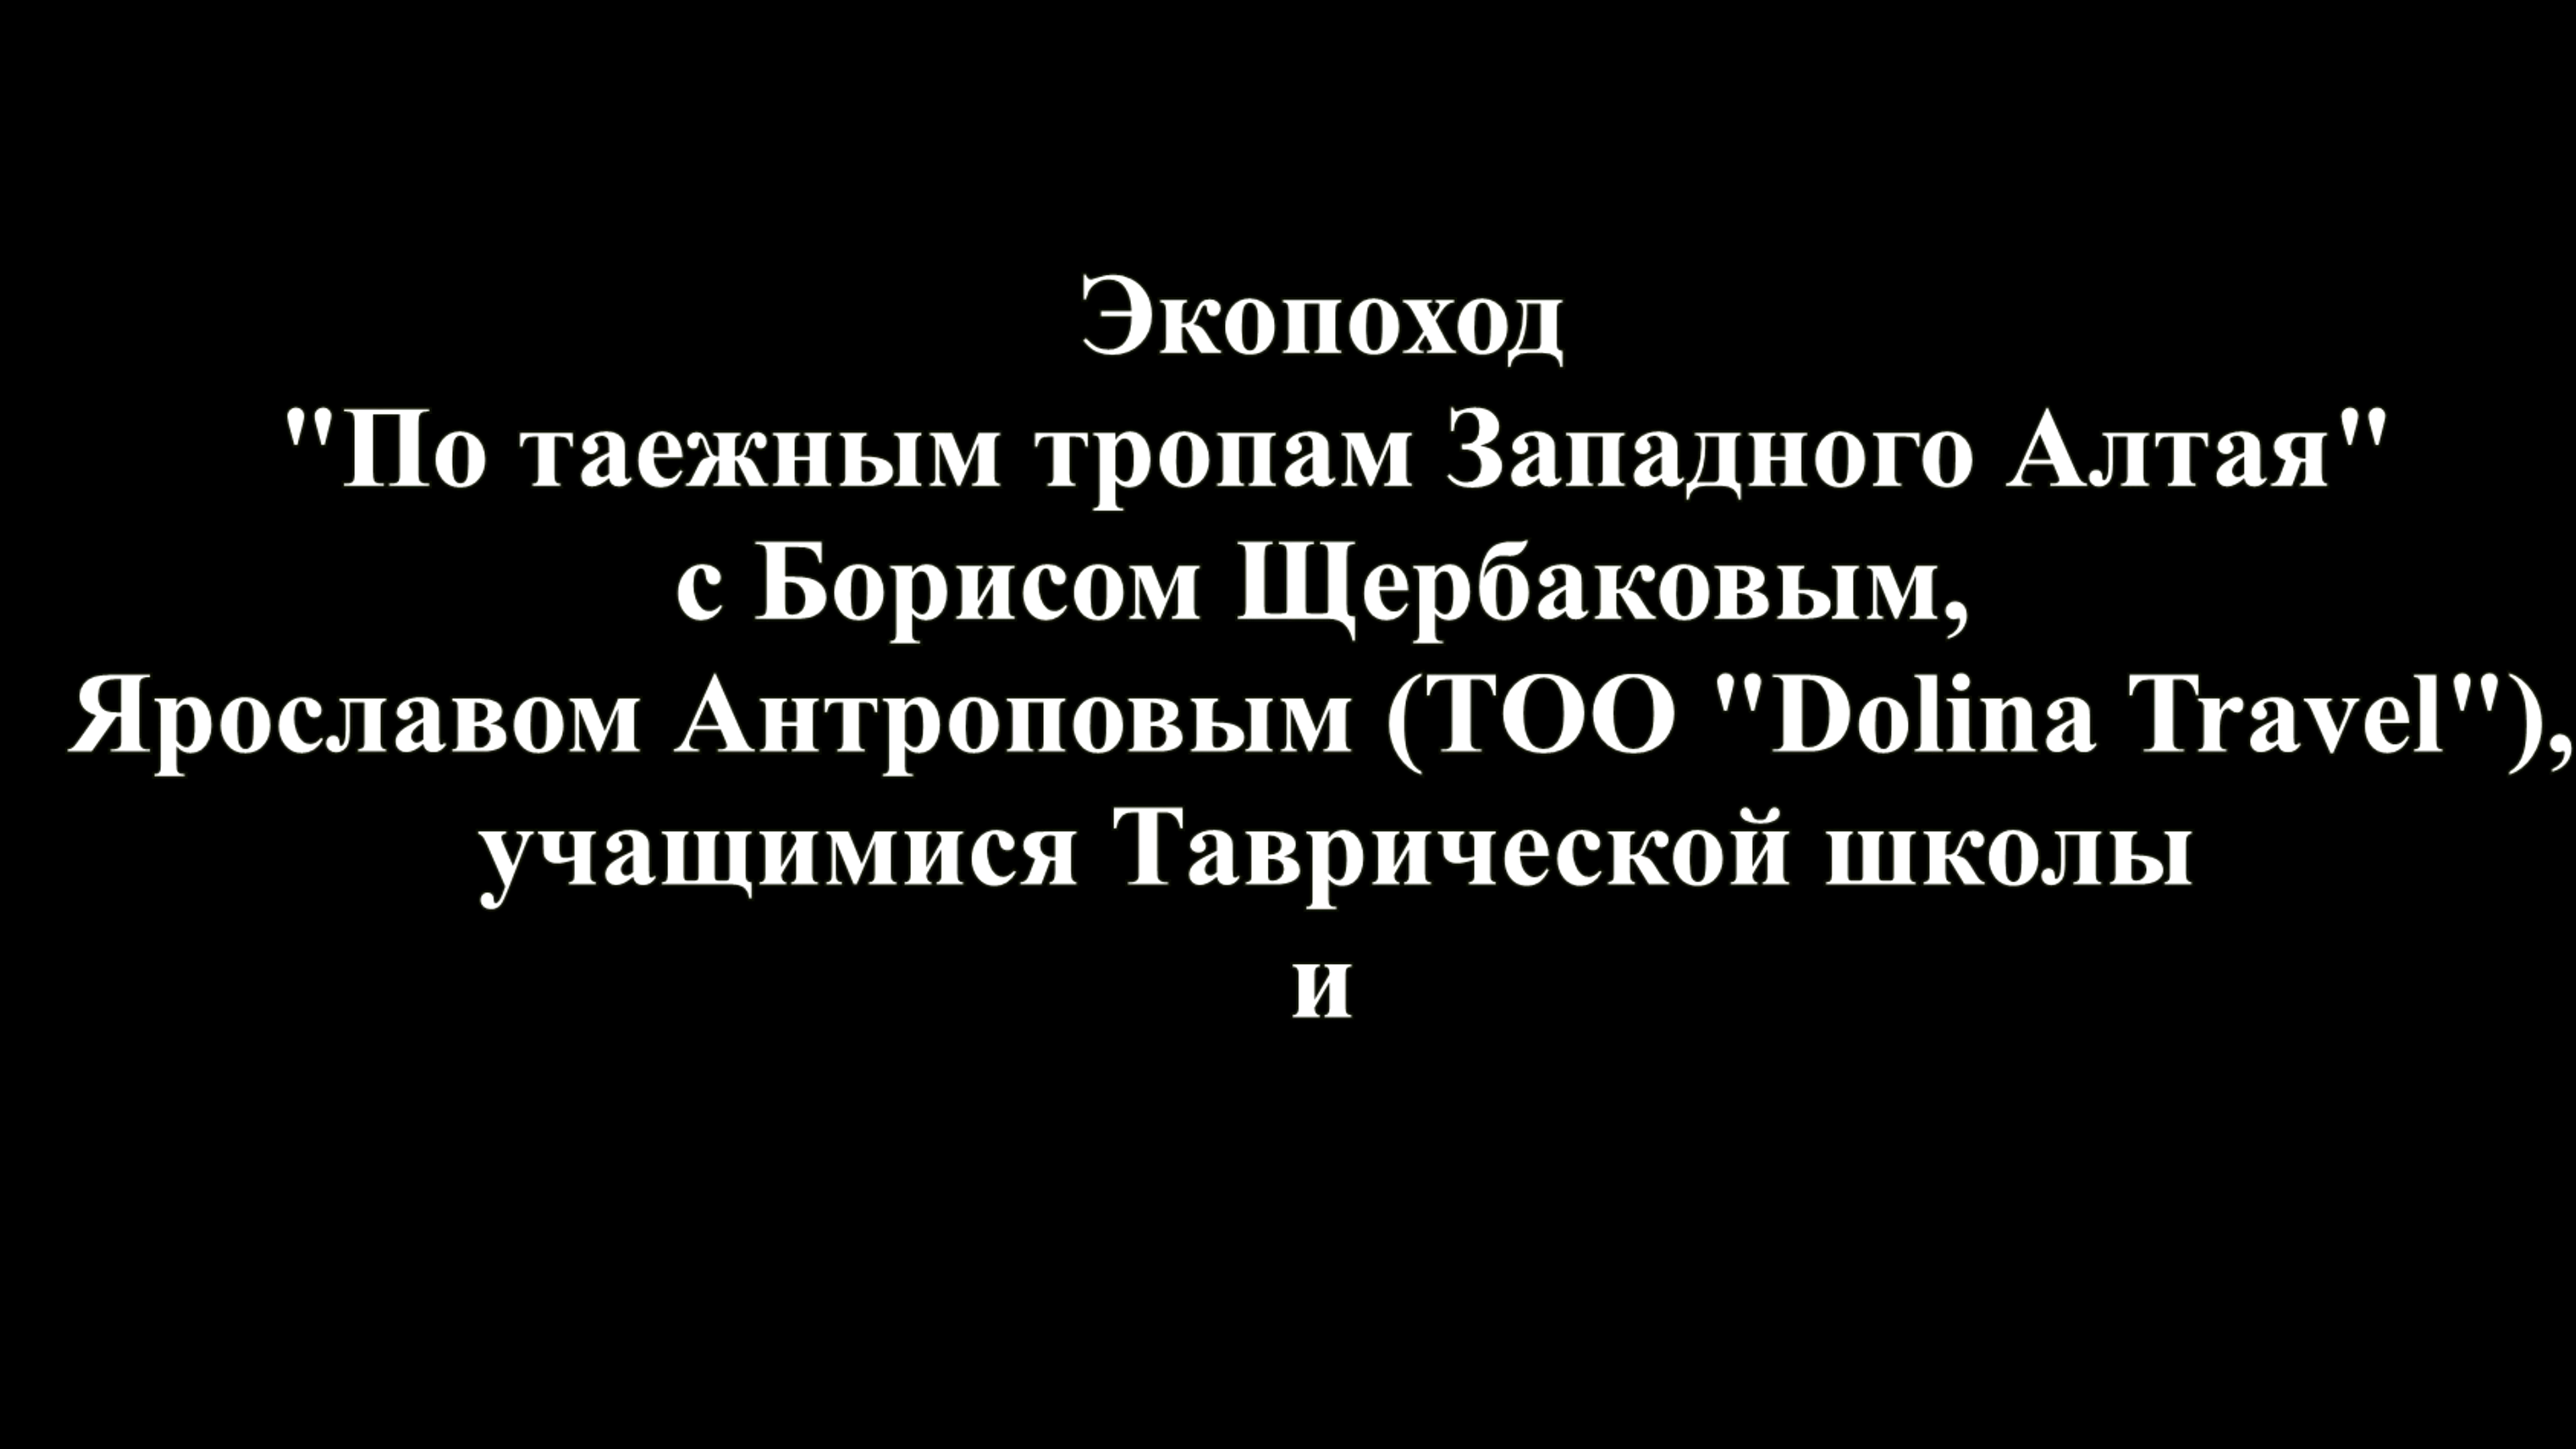 Экопоход
"По таежным тропам Западного Алтая"
с Борисом Щербаковым,
Ярославом Антроповым (ТОО "Dolina Travel"),
учащимися Таврической школы
и